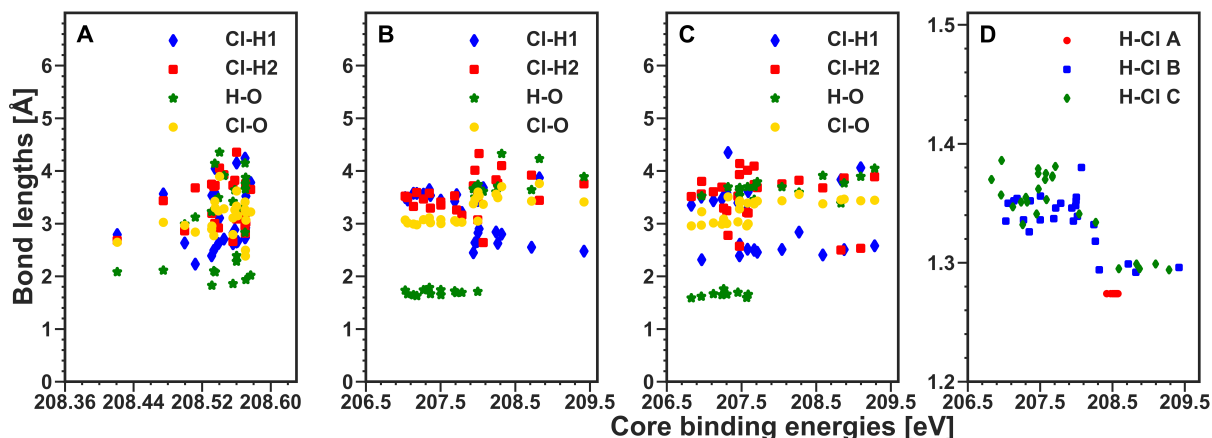 Bond lengths [Å]
A
Cl-H1
Cl-H2
H-O
Cl-O
6
5
4
3
2
1
0
208.36 208.44 208.52 208.60
B
Cl-H1
Cl-H2
H-O
Cl-O
6
5
4
3
2
1
0
206.5 207.5 208.5 209.5
C
Cl-H1
Cl-H2
H-O
Cl-O
6
5
4
3
2
1
0
206.5 207.5 208.5 209.5
D
H-Cl A
H-Cl B
H-Cl C
1.5
1.4
1.3
1.2
206.5 207.5 208.5 209.5
Core binding energies [eV]